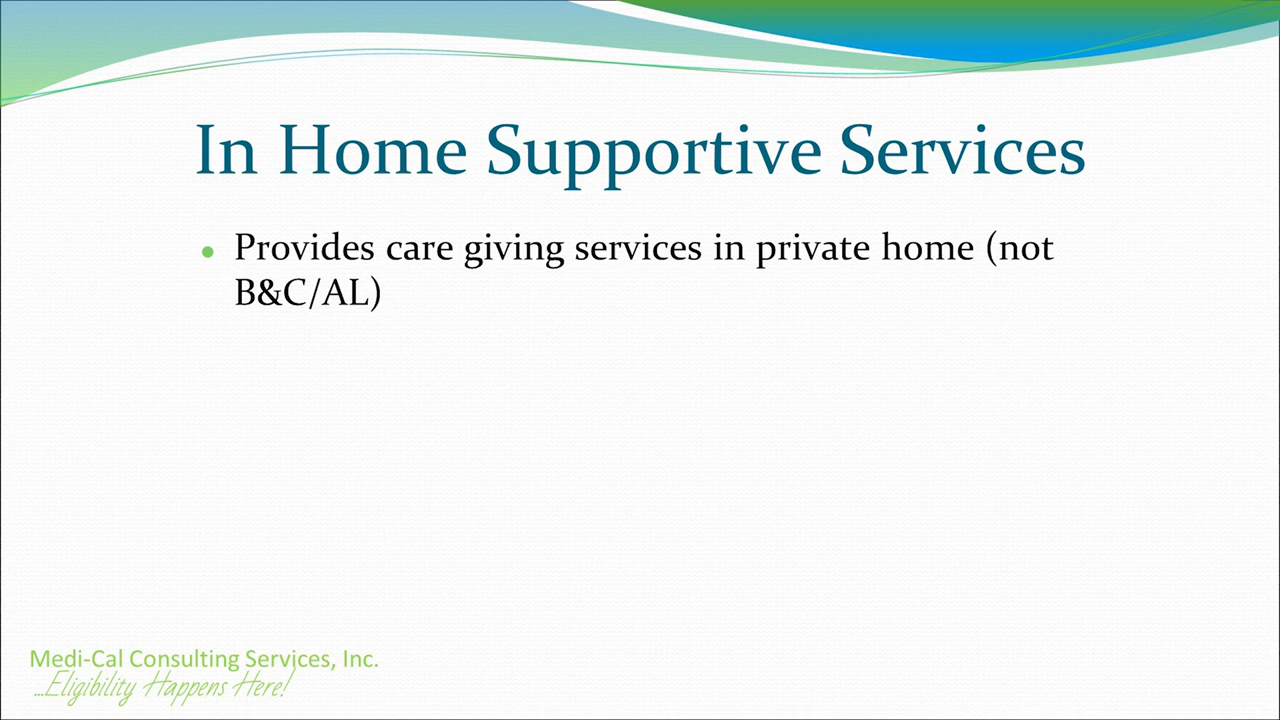 In Home Supportive Services
• Provides care giving services in private home (not
B&C/AL)
Medi-Cal Consulting Services, Inc.
...Eligibility Happens Here!